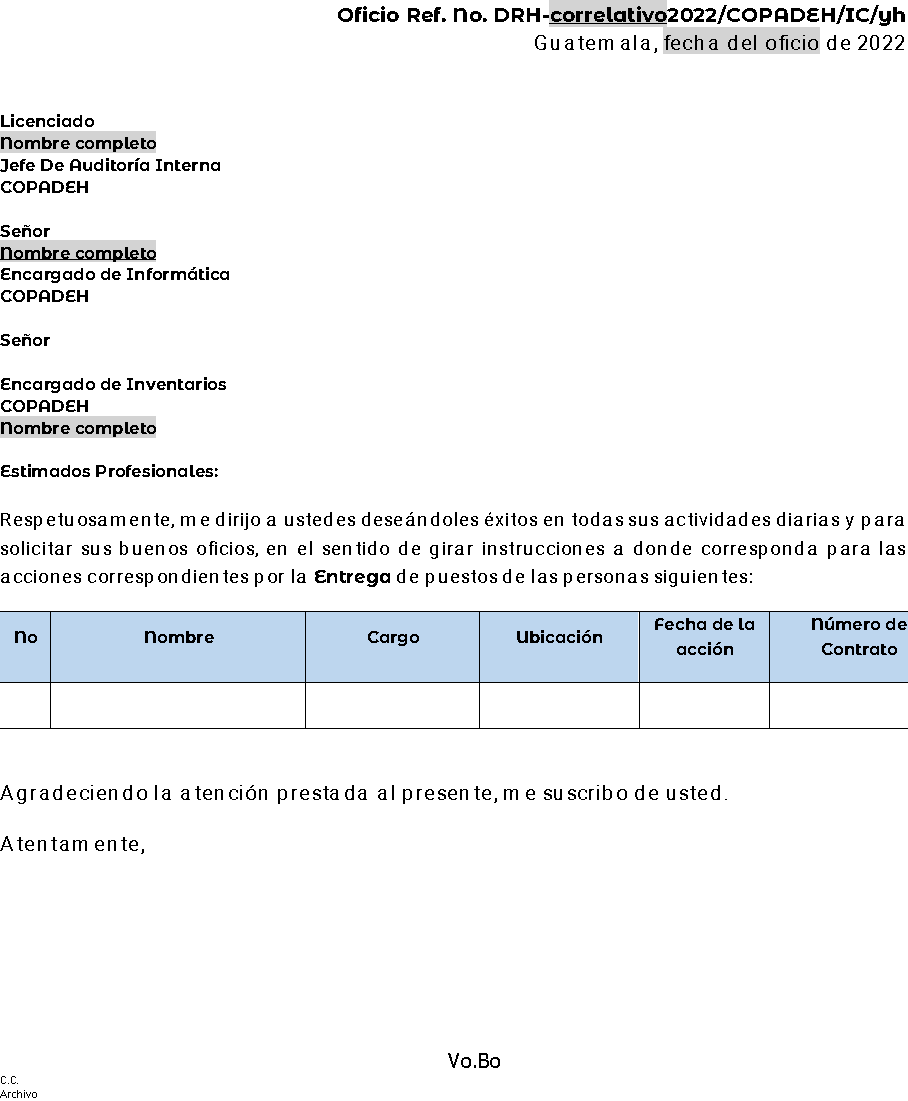 Oficio Ref. No. DRH-correlativo2022/COPADEH/IC/yh
Guatemala, fecha del oficio de 2022
Licenciado
Nombre completo
Jefe De Auditoría Interna
COPADEH
Señor
Nombre completo
Encargado de Informática
COPADEH
Señor
Encargado de Inventarios
COPADEH
Nombre completo
Estimados Profesionales:
Respetuosamente, me dirijo a ustedes deseándoles éxitos en todas sus actividades diarias y para
solicitar sus buenos oficios, en el sentido de girar instrucciones a donde corresponda para las
acciones correspondientes por la Entrega de puestos de las personas siguientes:
No Nombre Cargo Ubicación Fecha de la acción Número de Contrato
Agradeciendo la atención prestada al presente, me suscribo de usted.
Atentamente,
Vo.Bo
C.C.
Archivo